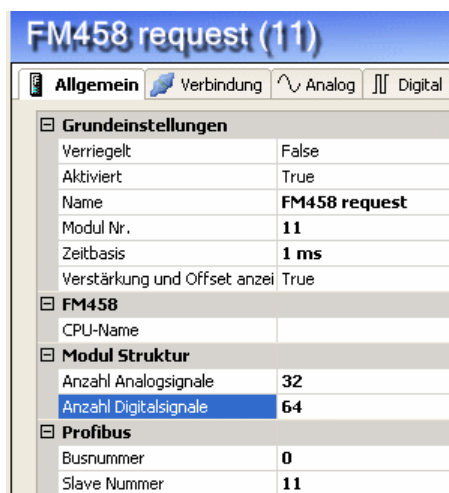 FM458 request (11)
Allgemein Verbindung Analog Digital
Grundeinstellungen
Verriegelt False
Aktiviert True
Name FM458 request
Modul Nr. 11
Zeitbasis 1 ms
Verstärkung und Offset anzei True
FM458
CPU-Name
Modul Struktur
Anzahl Analogsignale 32
Anzahl Digitalsignale 64
Profibus
Busnummer 0
Slave Nummer 11